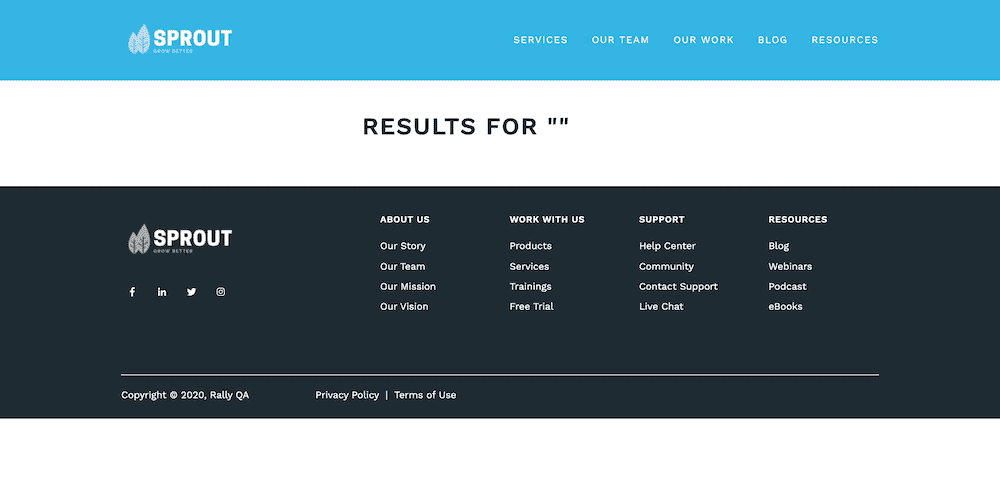 SPROUT
GROW BETTER
SERVICES OUR TEAM OUR WORK BLOG RESOURCES
RESULTS FOR ""
SPROUT
GROW BETTER
ABOUT US
Our Story
Our Team
Our Mission
Our Vision
WORK WITH US
Products
Services
Trainings
Free Trial
SUPPORT
Help Center
Community
Contact Support
Live Chat
RESOURCES
Blog
Webinars
Podcast
eBooks
Copyright © 2020, Rally QA
Privacy Policy | Terms of Use